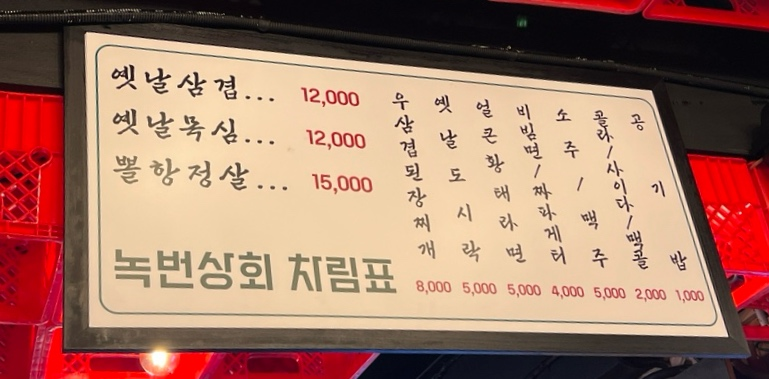 옛날삼겹... 12,000
옛날목심... 12,000
뽈항정살... 15,000
녹번상회 차림표
우삼겹된장찌개 8,000
옛날도시락 5,000
얼큰황태라면 5,000
비빔면/짜파게터 4,000
소주/맥주 5,000
콜라/사이다/맥콜 2,000
공기밥 1,000